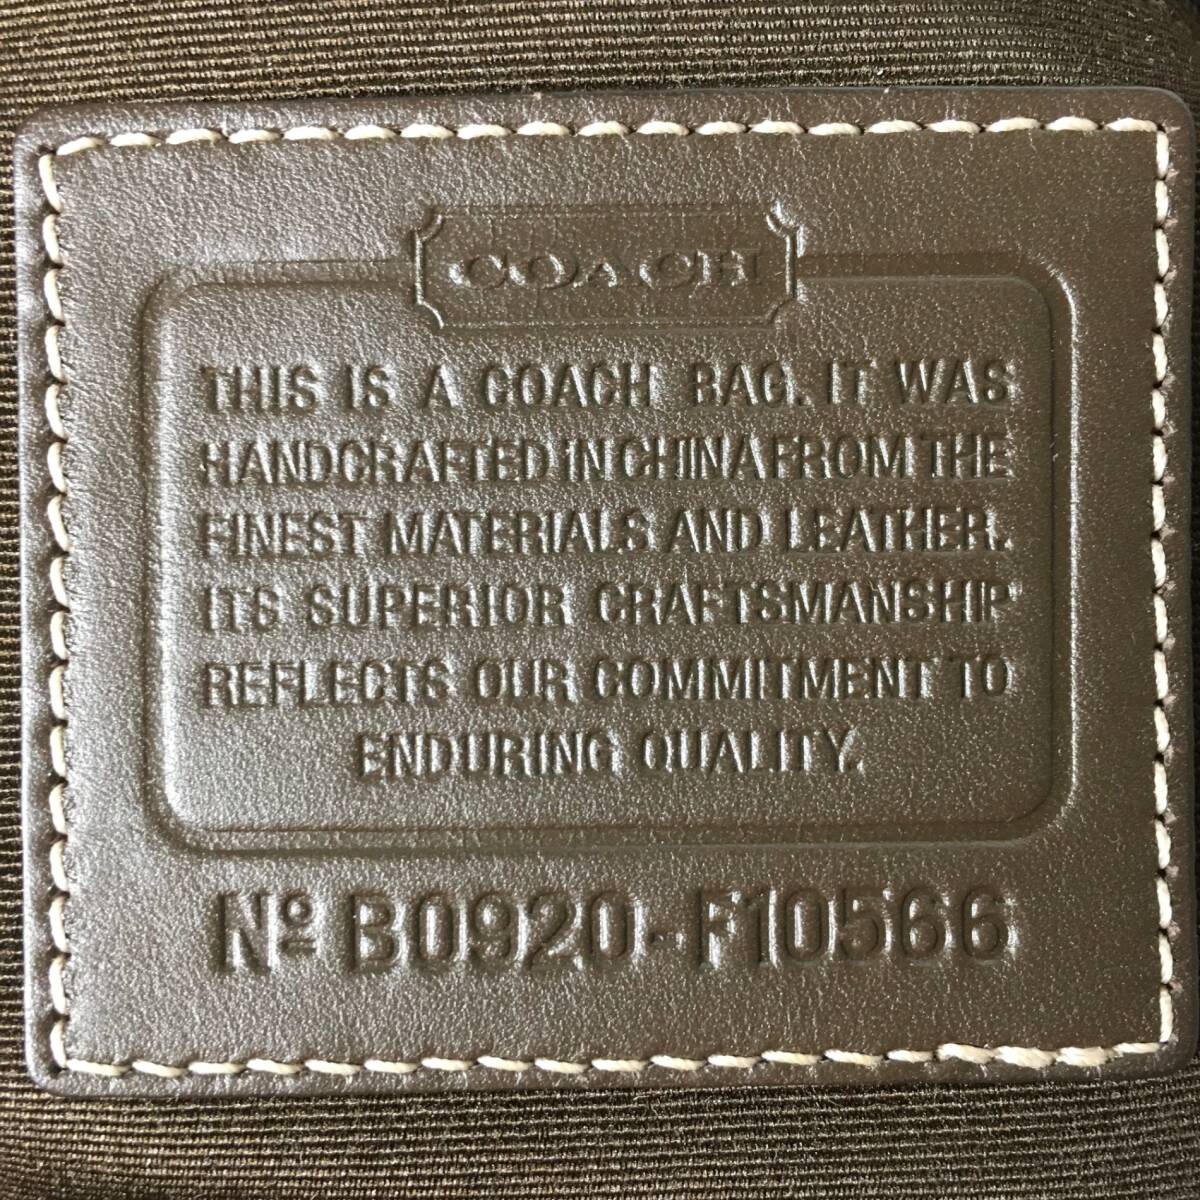 COACH
THIS IS A COACH BAG. IT WAS
HANDCRAFTED IN CHINA FROM THE
FINEST MATERIALS AND LEATHER.
ITS SUPERIOR CRAFTSMANSHIP
REFLECTS OUR COMMITMENT TO
ENDURING QUALITY.
Nº B0920-F10566